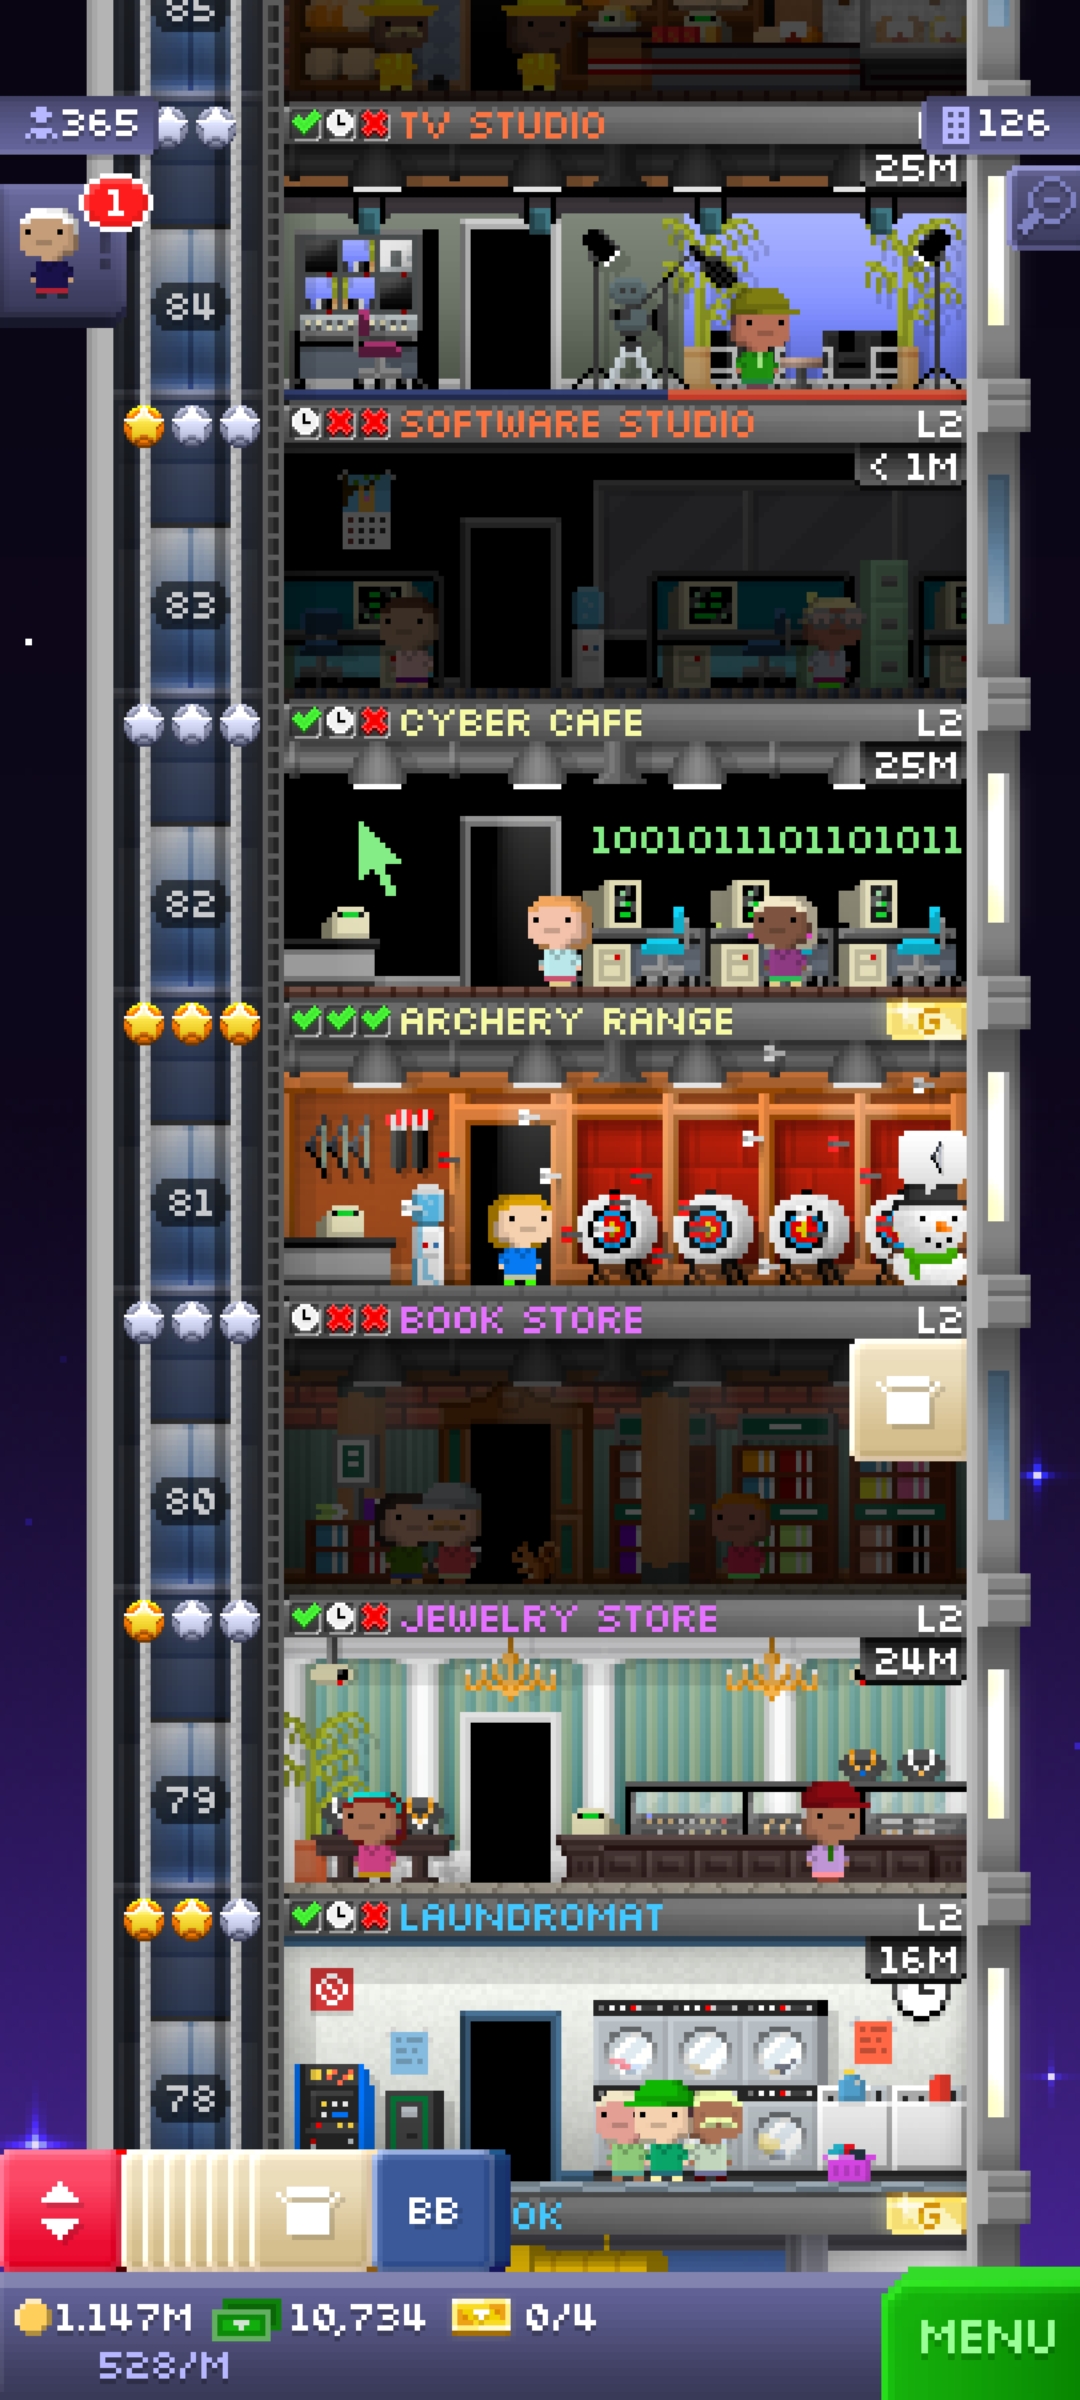 85
365
TV STUDIO
126
25M
1
84
SOFTWARE STUDIO L2
< 1M
83
CYBER CAFE L2
25M
1001011101101011
82
ARCHERY RANGE G
81
BOOK STORE L2
80
JEWELRY STORE L2
24M
79
LAUNDROMAT L2
16M
78
BB
OK G
1.147M 10,734 0/4
528/M
MENU